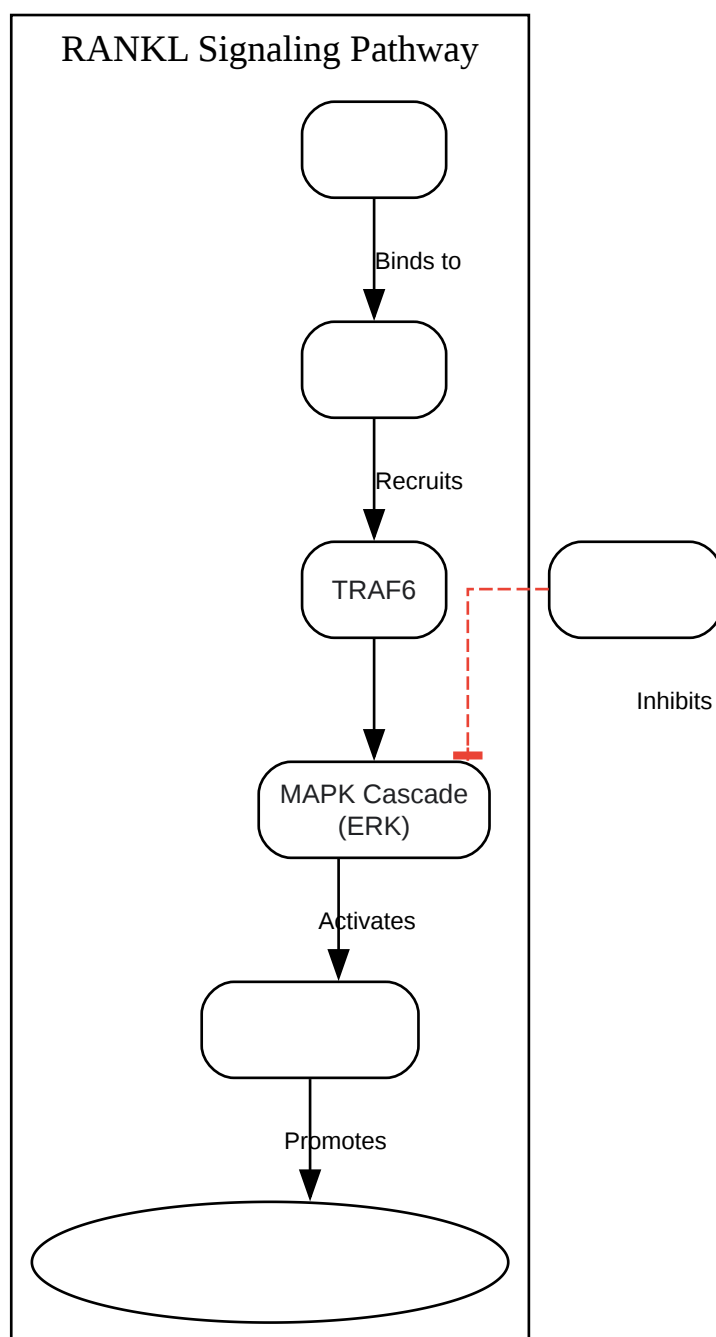 RANKL Signaling Pathway
Binds to
Recruits
TRAF6
Inhibits
MAPK Cascade
(ERK)
Activates
Promotes